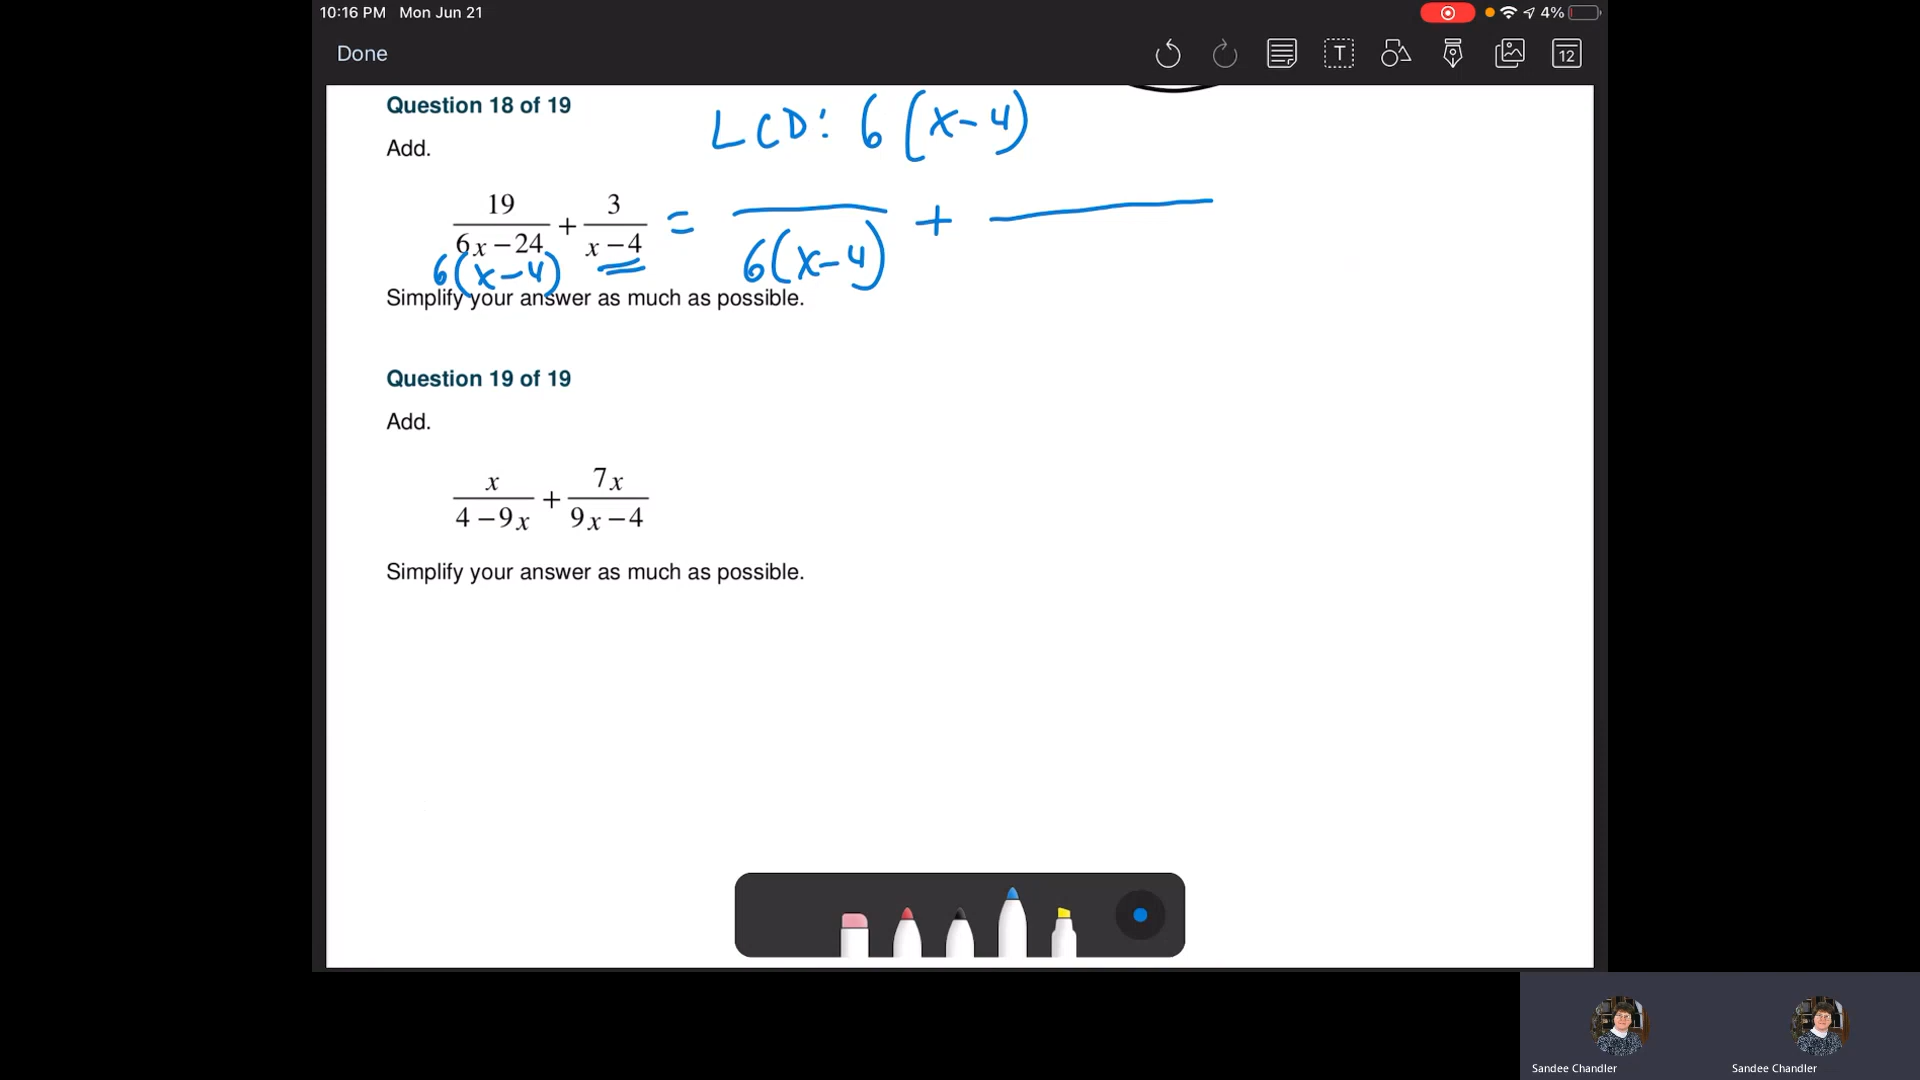 10:16 PM Mon Jun 21 4%
Done T 12
Question 18 of 19
LCD: 6(x-4)
Add.
19/(6x-24) + 3/(x-4) = /(6(x-4)) +
6(x-4)
Simplify your answer as much as possible.
Question 19 of 19
Add.
x/(4-9x) + 7x/(9x-4)
Simplify your answer as much as possible.
Sandee Chandler Sandee Chandler